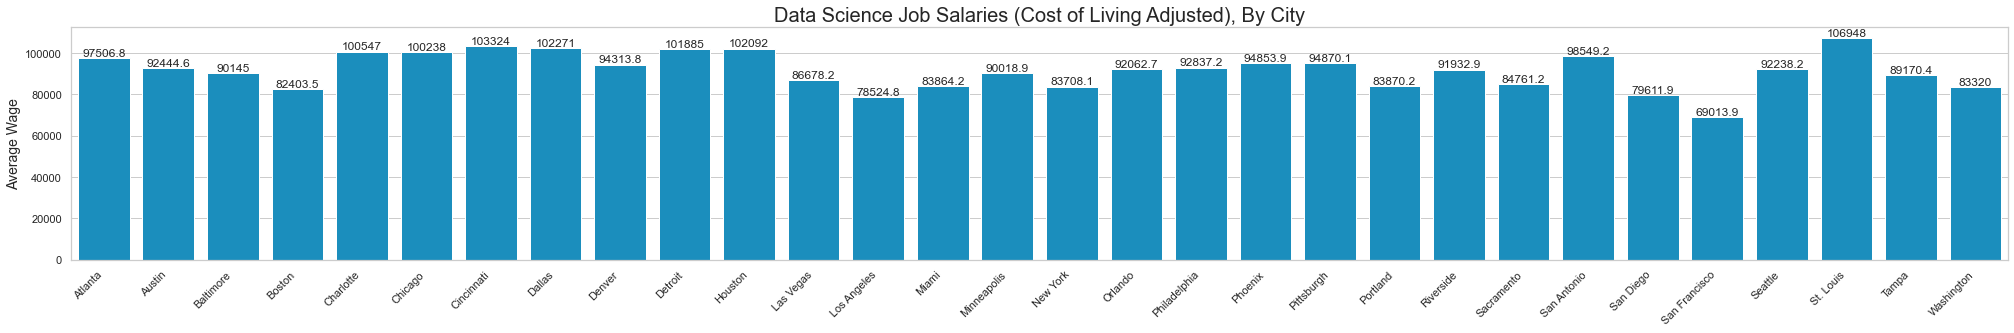 Data Science Job Salaries (Cost of Living Adjusted), By City
Average Wage
100000
80000
60000
40000
20000
0
97506.8
92444.6
90145
82403.5
100547
100238
103324
102271
94313.8
101885
102092
86678.2
78524.8
83864.2
90018.9
83708.1
92062.7
92837.2
94853.9
94870.1
83870.2
91932.9
84761.2
98549.2
79611.9
69013.9
92238.2
106948
89170.4
83320
Atlanta
Austin
Baltimore
Boston
Charlotte
Chicago
Cincinnati
Dallas
Denver
Detroit
Houston
Las Vegas
Los Angeles
Miami
Minneapolis
New York
Orlando
Philadelphia
Phoenix
Pittsburgh
Portland
Riverside
Sacramento
San Antonio
San Diego
San Francisco
Seattle
St. Louis
Tampa
Washington